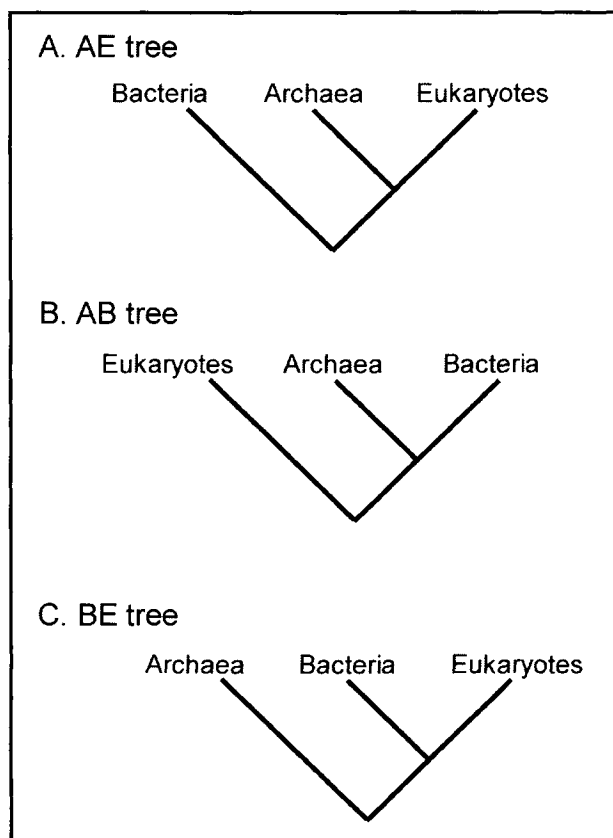 A. AE tree
Bacteria Archaea Eukaryotes
B. AB tree
Eukaryotes Archaea Bacteria
C. BE tree
Archaea Bacteria Eukaryotes